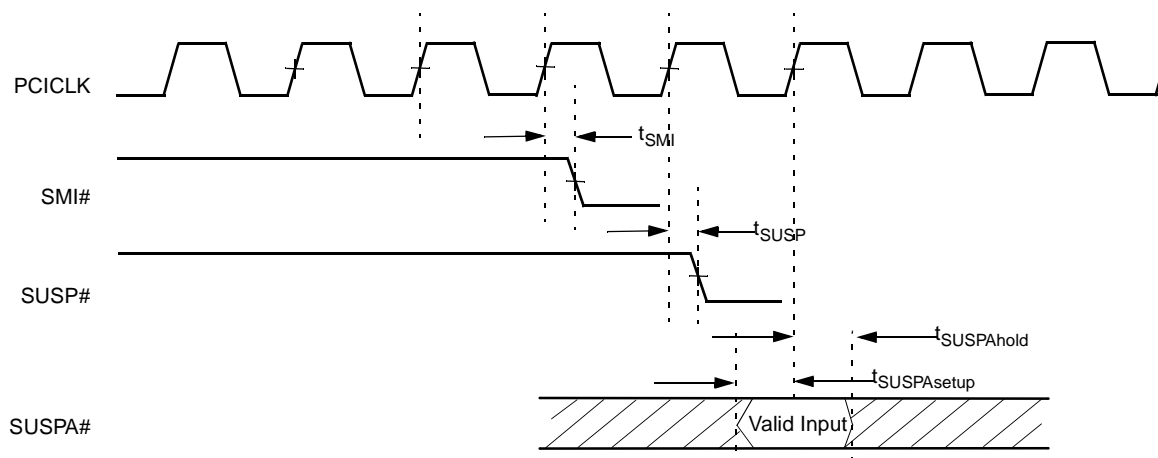 PCICLK
tSMI
SMI#
tSUSP
SUSP#
tSUSPAhold
tSUSPAsetup
SUSPA#
Valid Input